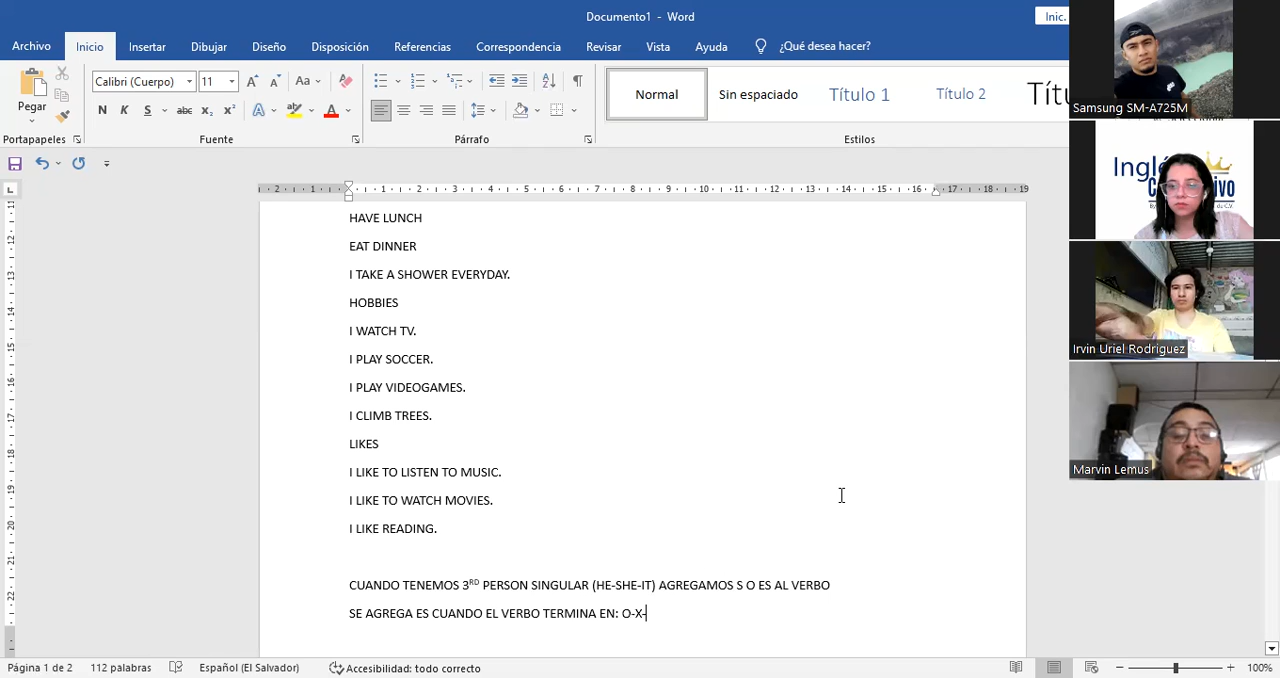 Documento1 - Word
Inic.
Archivo Inicio Insertar Dibujar Diseño Disposición Referencias Correspondencia Revisar Vista Ayuda ¿Qué desea hacer?
Pegar
Calibri (Cuerpo) 11
Normal Sin espaciado Título 1 Título 2
Portapapeles Fuente Párrafo Estilos
HAVE LUNCH
EAT DINNER
I TAKE A SHOWER EVERYDAY.
HOBBIES
I WATCH TV.
I PLAY SOCCER.
I PLAY VIDEOGAMES.
I CLIMB TREES.
LIKES
I LIKE TO LISTEN TO MUSIC.
I LIKE TO WATCH MOVIES.
I LIKE READING.
CUANDO TENEMOS 3RD PERSON SINGULAR (HE-SHE-IT) AGREGAMOS S O ES AL VERBO
SE AGREGA ES CUANDO EL VERBO TERMINA EN: O-X-
Página 1 de 2 112 palabras Español (El Salvador) Accesibilidad: todo correcto 100%
Samsung SM-A725M
Irvin Uriel Rodriguez
Marvin Lemus